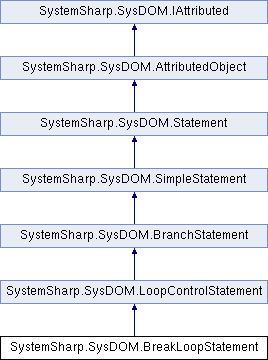 SystemSharp.SysDOM.IAttributed
SystemSharp.SysDOM.AttributedObject
SystemSharp.SysDOM.Statement
SystemSharp.SysDOM.SimpleStatement
SystemSharp.SysDOM.BranchStatement
SystemSharp.SysDOM.LoopControlStatement
SystemSharp.SysDOM.BreakLoopStatement